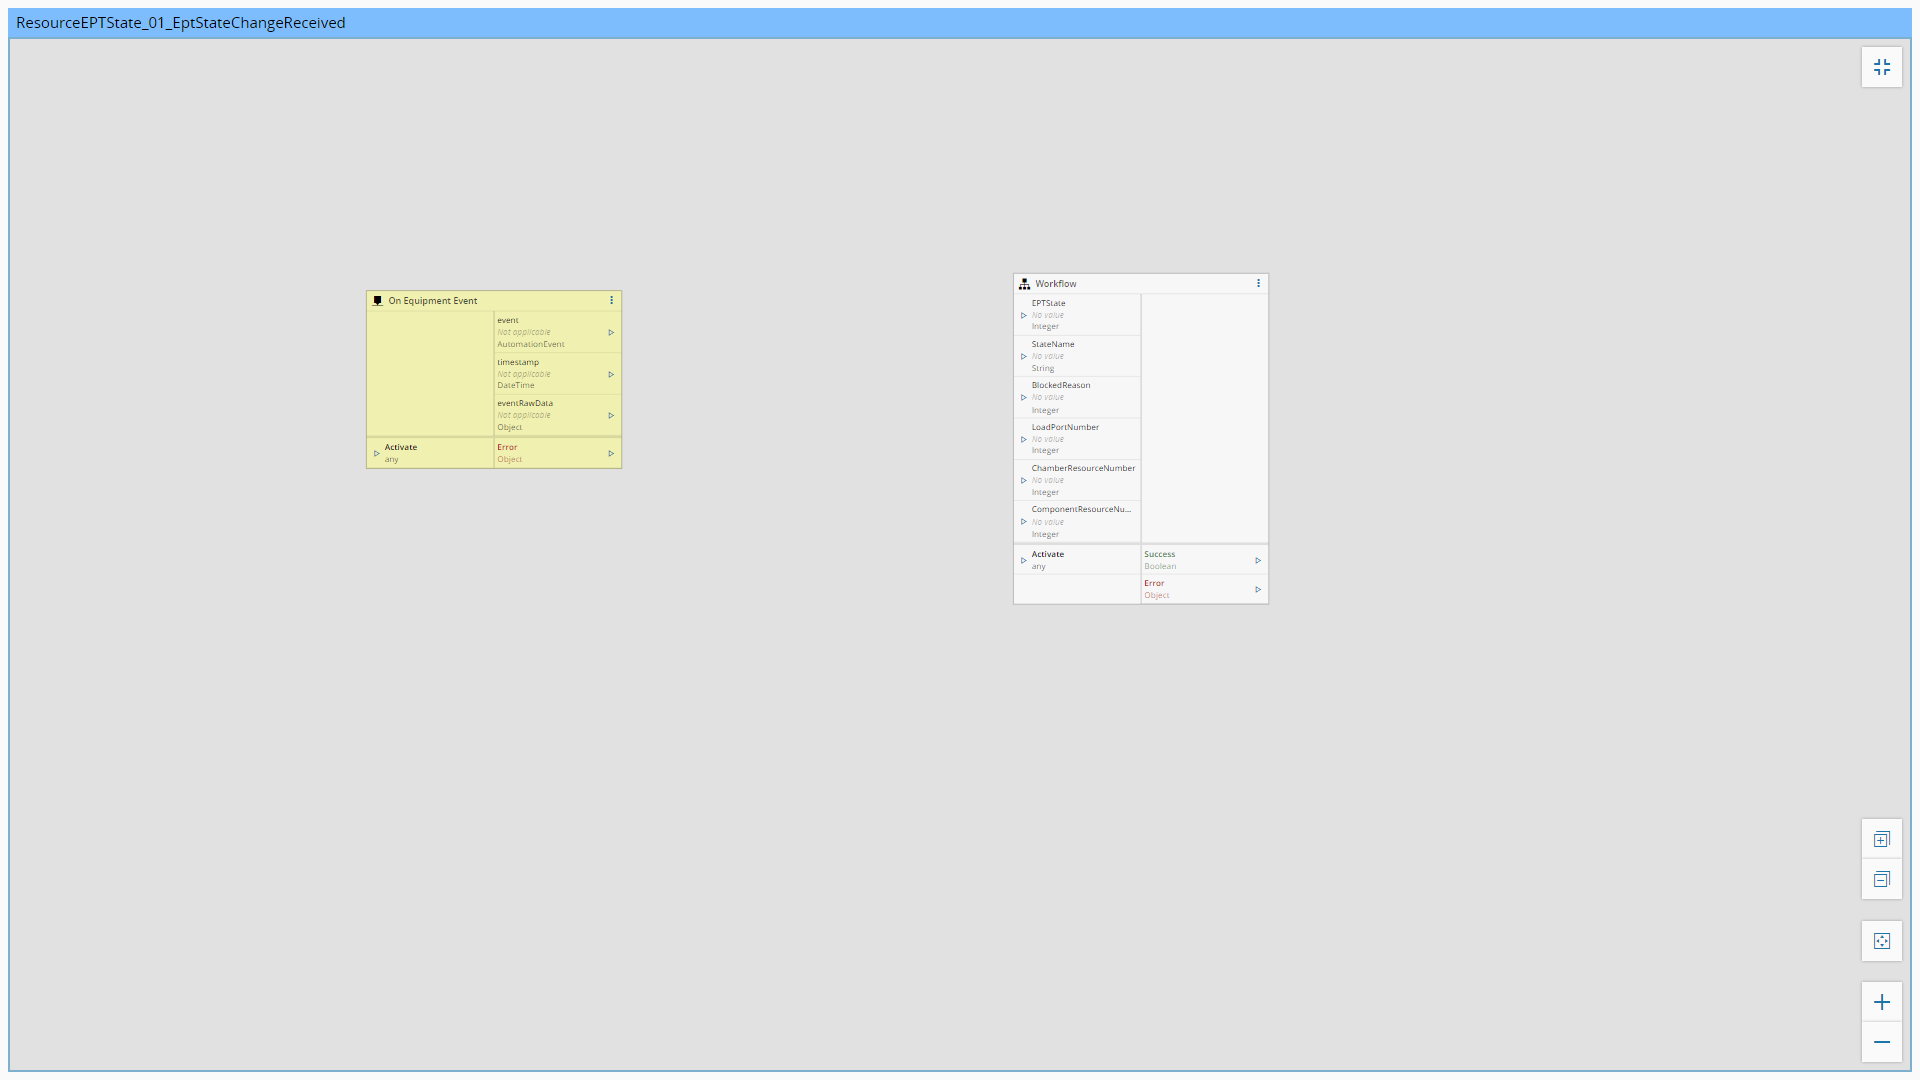 ResourceEPTState_01_EptStateChangeReceived
On Equipment Event
event
Not applicable
AutomationEvent
timestamp
Not applicable
DateTime
eventRawData
Not applicable
Object
Activate
any
Error
Object
Workflow
EPTState
No value
Integer
StateName
No value
String
BlockedReason
No value
Integer
LoadPortNumber
No value
Integer
ChamberResourceNumber
No value
Integer
ComponentResourceNu...
No value
Integer
Activate
any
Success
Boolean
Error
Object